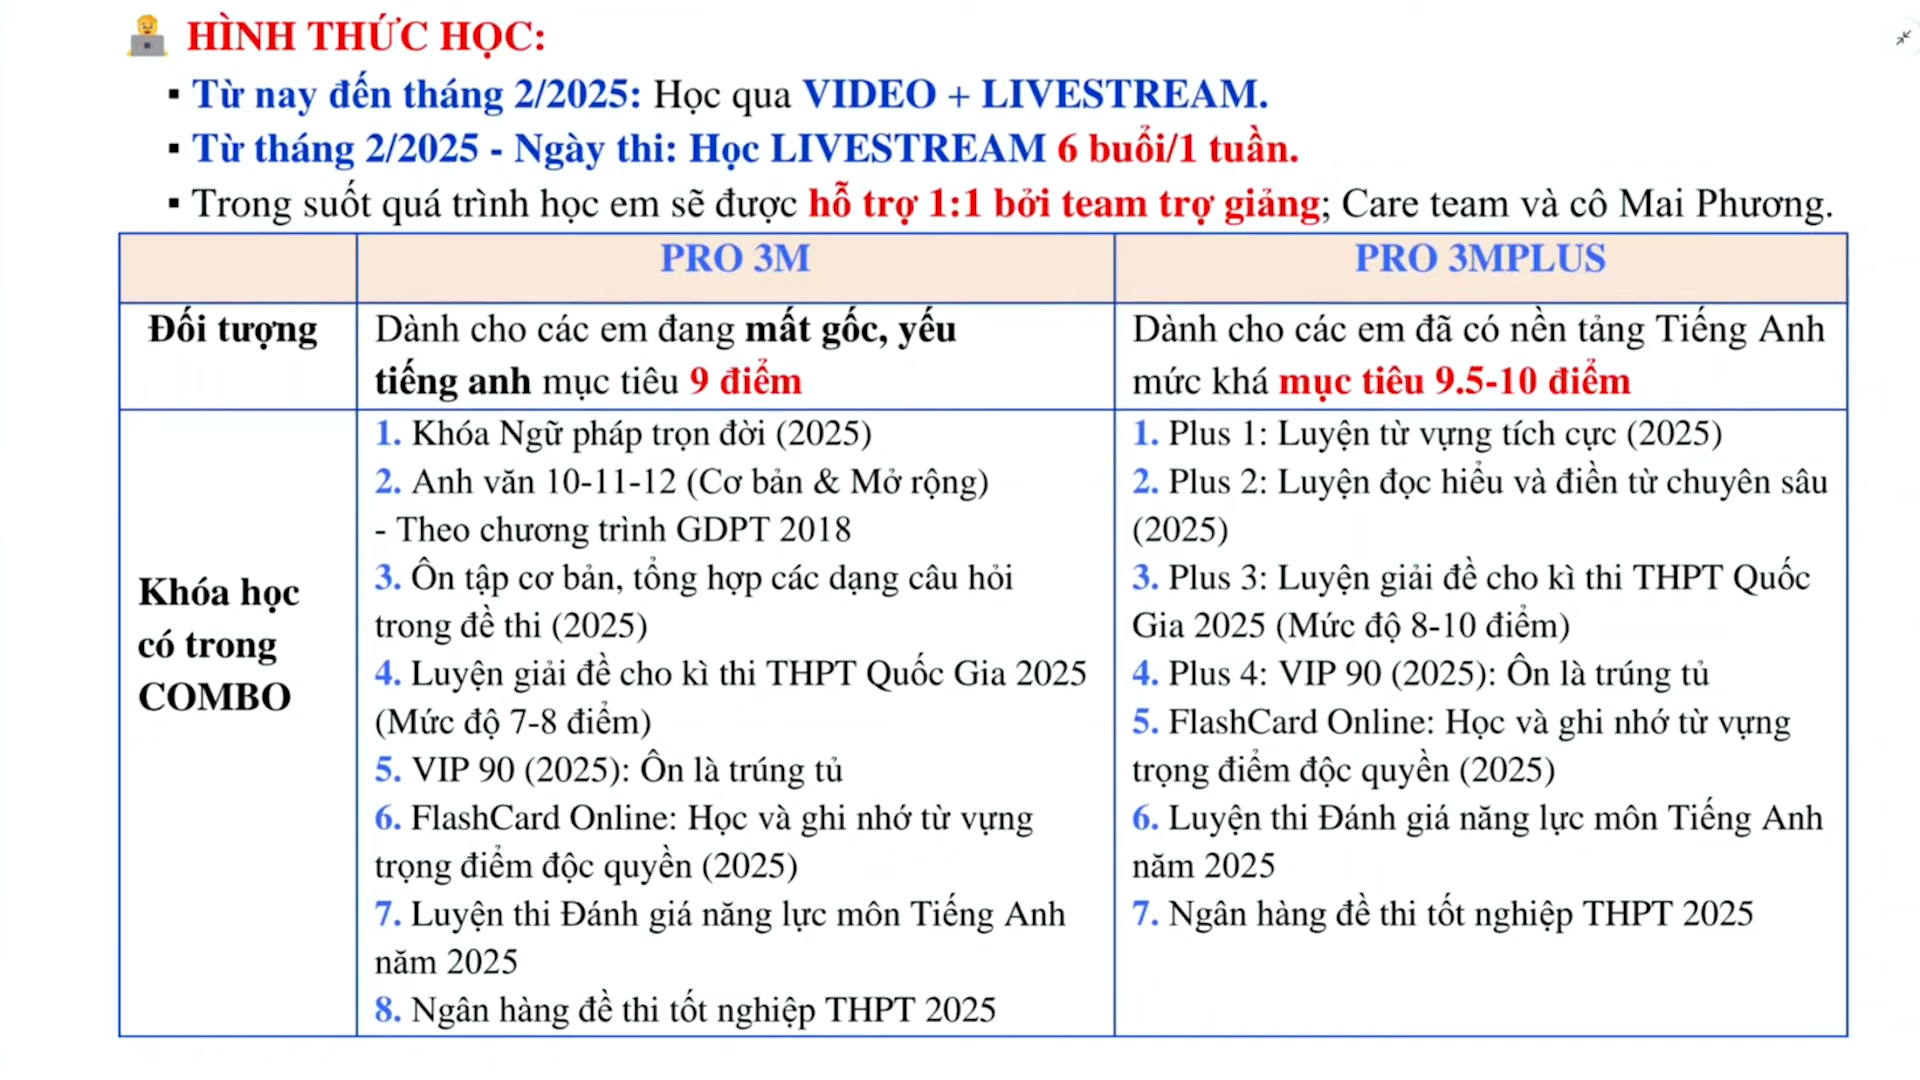 HÌNH THỨC HỌC:
▪ Từ nay đến tháng 2/2025: Học qua VIDEO + LIVESTREAM.
▪ Từ tháng 2/2025 - Ngày thi: Học LIVESTREAM 6 buổi/1 tuần.
▪ Trong suốt quá trình học em sẽ được hỗ trợ 1:1 bởi team trợ giảng; Care team và cô Mai Phương.
PRO 3M
PRO 3MPLUS
Đối tượng
Dành cho các em đang mất gốc, yếu
tiếng anh mục tiêu 9 điểm
Dành cho các em đã có nền tảng Tiếng Anh
mức khá mục tiêu 9.5-10 điểm
Khóa học
có trong
COMBO
1. Khóa Ngữ pháp trọn đời (2025)
2. Anh văn 10-11-12 (Cơ bản & Mở rộng)
- Theo chương trình GDPT 2018
3. Ôn tập cơ bản, tổng hợp các dạng câu hỏi
trong đề thi (2025)
4. Luyện giải đề cho kì thi THPT Quốc Gia 2025
(Mức độ 7-8 điểm)
5. VIP 90 (2025): Ôn là trúng tủ
6. FlashCard Online: Học và ghi nhớ từ vựng
trọng điểm độc quyền (2025)
7. Luyện thi Đánh giá năng lực môn Tiếng Anh
năm 2025
8. Ngân hàng đề thi tốt nghiệp THPT 2025
1. Plus 1: Luyện từ vựng tích cực (2025)
2. Plus 2: Luyện đọc hiểu và điền từ chuyên sâu
(2025)
3. Plus 3: Luyện giải đề cho kì thi THPT Quốc
Gia 2025 (Mức độ 8-10 điểm)
4. Plus 4: VIP 90 (2025): Ôn là trúng tủ
5. FlashCard Online: Học và ghi nhớ từ vựng
trọng điểm độc quyền (2025)
6. Luyện thi Đánh giá năng lực môn Tiếng Anh
năm 2025
7. Ngân hàng đề thi tốt nghiệp THPT 2025